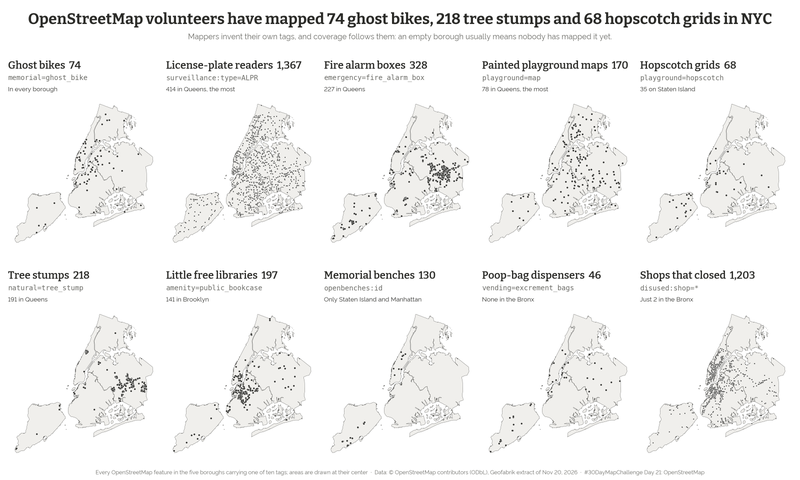 OpenStreetMap volunteers have mapped 74 ghost bikes, 218 tree stumps and 68 hopscotch grids in NYC
Mappers invent their own tags, and coverage follows them: an empty borough usually means nobody has mapped it yet.
Ghost bikes 74
memorial=ghost_bike
In every borough
License-plate readers 1,367
surveillance:type=ALPR
414 in Queens, the most
Fire alarm boxes 328
emergency=fire_alarm_box
227 in Queens
Painted playground maps 170
playground=map
78 in Queens, the most
Hopscotch grids 68
playground=hopscotch
35 on Staten Island
Tree stumps 218
natural=tree_stump
191 in Queens
Little free libraries 197
amenity=public_bookcase
141 in Brooklyn
Memorial benches 130
openbenches:id
Only Staten Island and Manhattan
Poop-bag dispensers 46
vending=excrement_bags
None in the Bronx
Shops that closed 1,203
disused:shop=*
Just 2 in the Bronx
Every OpenStreetMap feature in the five boroughs carrying one of ten tags; areas are drawn at their center · Data: © OpenStreetMap contributors (ODbL), Geofabrik extract of Nov 20, 2026 · #30DayMapChallenge Day 21: OpenStreetMap